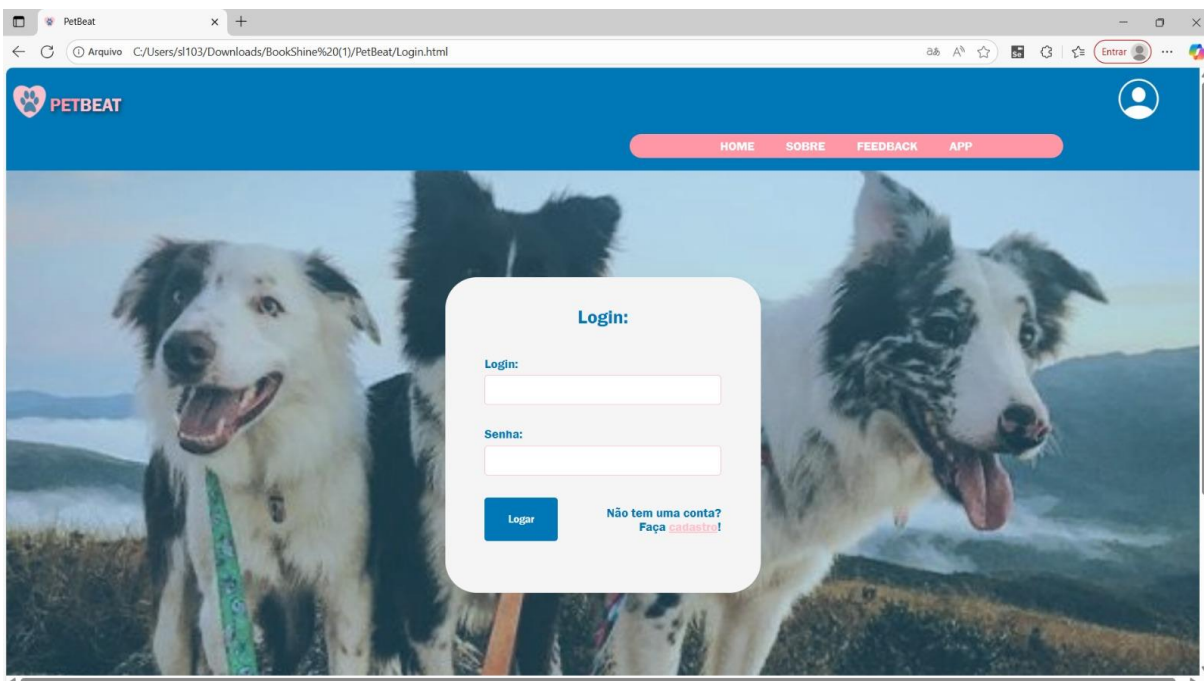 PetBeat
Arquivo C:/Users/sl103/Downloads/BookShine%20(1)/PetBeat/Login.html
Entrar
PETBEAT
HOME SOBRE FEEDBACK APP
Login:
Login:
Senha:
Logar
Não tem uma conta?
Faça cadastro!